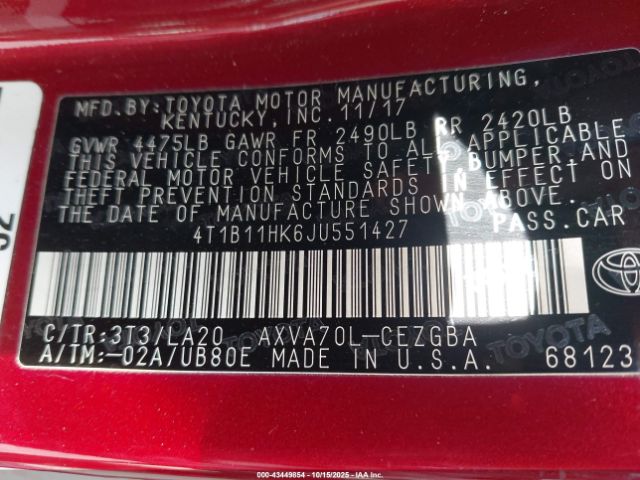 MFD.BY:TOYOTA MOTOR MANUFACTURING,
KENTUCKY,INC.11/17
GVWR 4475LB GAWR FR 2490LB RR 2420LB
THIS VEHICLE CONFORMS TO ALL APPLICABLE
FEDERAL MOTOR VEHICLE SAFETY, BUMPER,AND
THEFT PREVENTION STANDARDS IN EFFECT ON
THE DATE OF MANUFACTURE SHOWN ABOVE.
4T1B11HK6JU551427 PASS.CAR
C/TR:3T3/LA20 AXVA70L-CEZGBA
A/TM:-02A/UB80E MADE IN U.S.A.
68123
TOYOTA
000-43449854 - 10/15/2025 - IAAI.CA